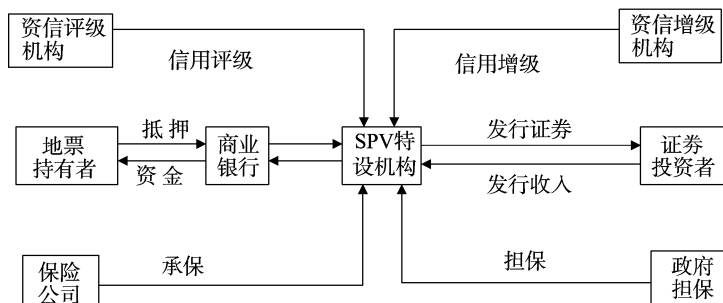 资信评级
机构
资信增级
机构
信用评级
信用增级
地票
持有者
抵 押
资 金
商业
银行
SPV特
设机构
发行证券
发行收入
证券
投资者
保险
公司
承保
担保
政府
担保